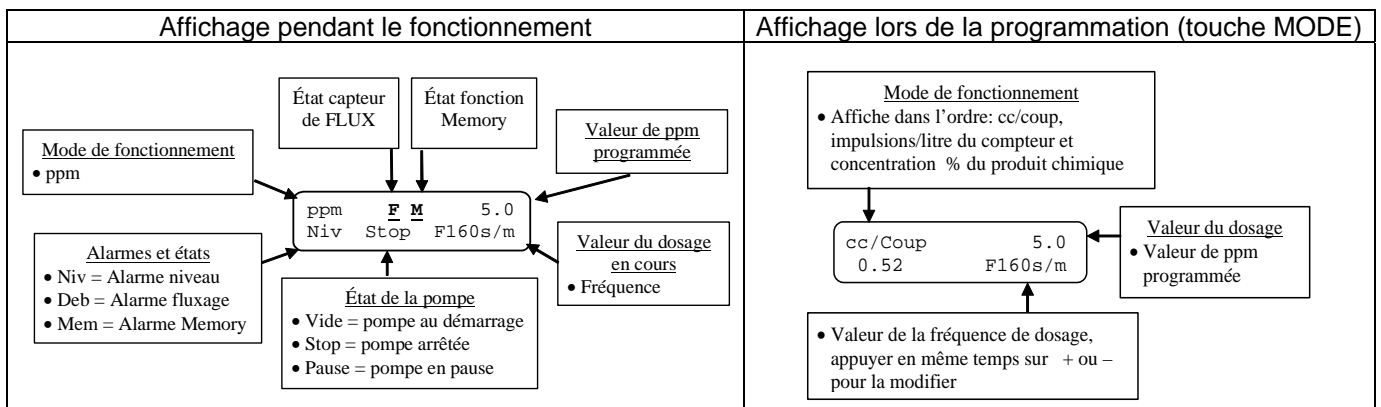 Affichage pendant le fonctionnement
État capteur
de FLUX
État fonction
Memory
Valeur de ppm
programmée
Mode de fonctionnement
• ppm
ppm F M 5.0
Niv Stop F160s/m
Alarmes et états
• Niv = Alarme niveau
• Deb = Alarme fluxage
• Mem = Alarme Memory
État de la pompe
• Vide = pompe au démarrage
• Stop = pompe arrêtée
• Pause = pompe en pause
Valeur du dosage
en cours
• Fréquence
Affichage lors de la programmation (touche MODE)
Mode de fonctionnement
• Affiche dans l’ordre: cc/coup,
impulsions/litre du compteur et
concentration % du produit chimique
cc/Coup 5.0
0.52 F160s/m
Valeur du dosage
• Valeur de ppm
programmée
• Valeur de la fréquence de dosage,
appuyer en même temps sur + ou –
pour la modifier